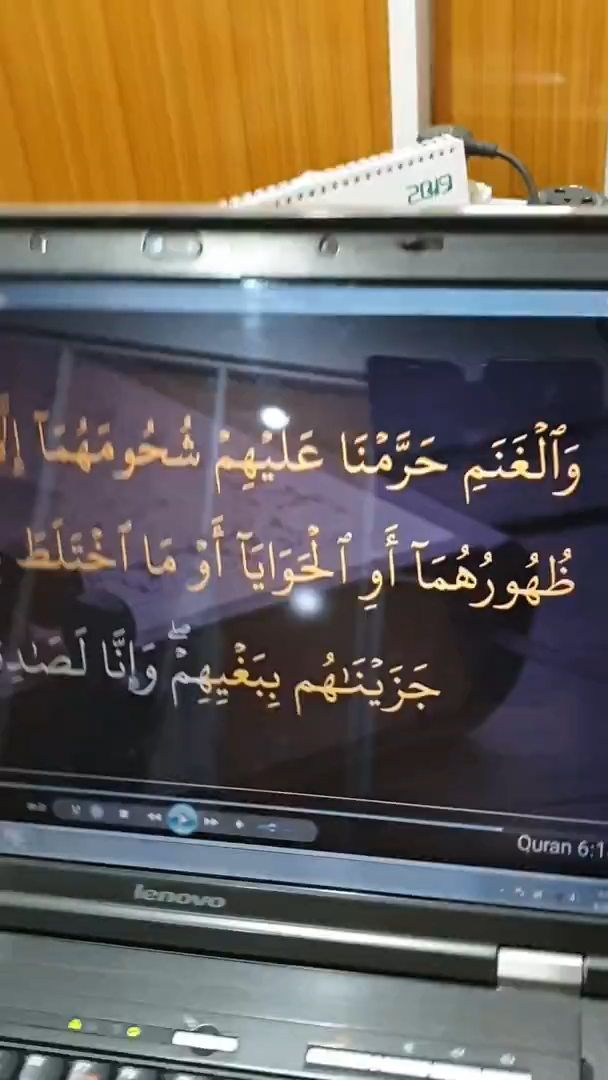 2019
وَٱلْغَنَمِ حَرَّمْنَا عَلَيْهِمْ شُحُومَهُمَآ
ظُهُورُهُمَآ أَوِ ٱلْحَوَايَآ أَوْ مَا ٱخْتَلَطَ
جَزَيْنَٰهُم بِبَغْيِهِمْ ۖ وَإِنَّا
Quran 6:1
lenovo